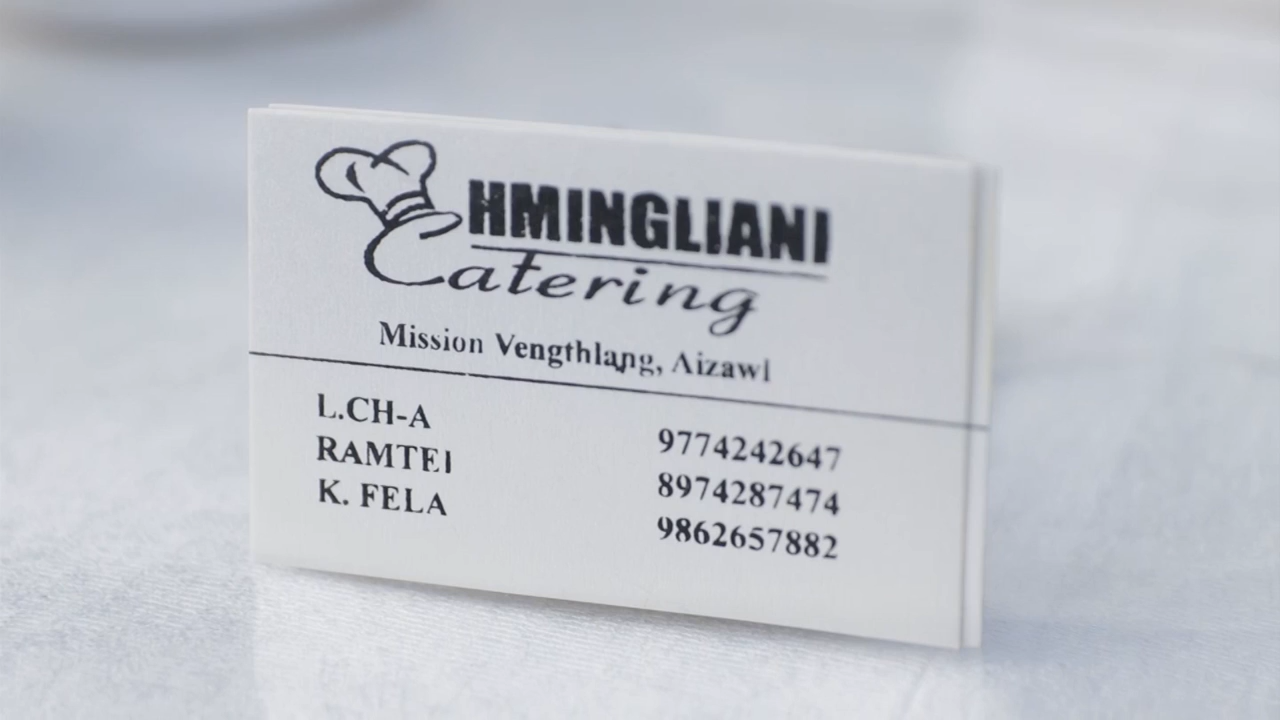 HMINGLIANI
Catering
Mission Vengthlang, Aizawl
L.CH-A 9774242647
RAMTEI 8974287474
K. FELA 9862657882